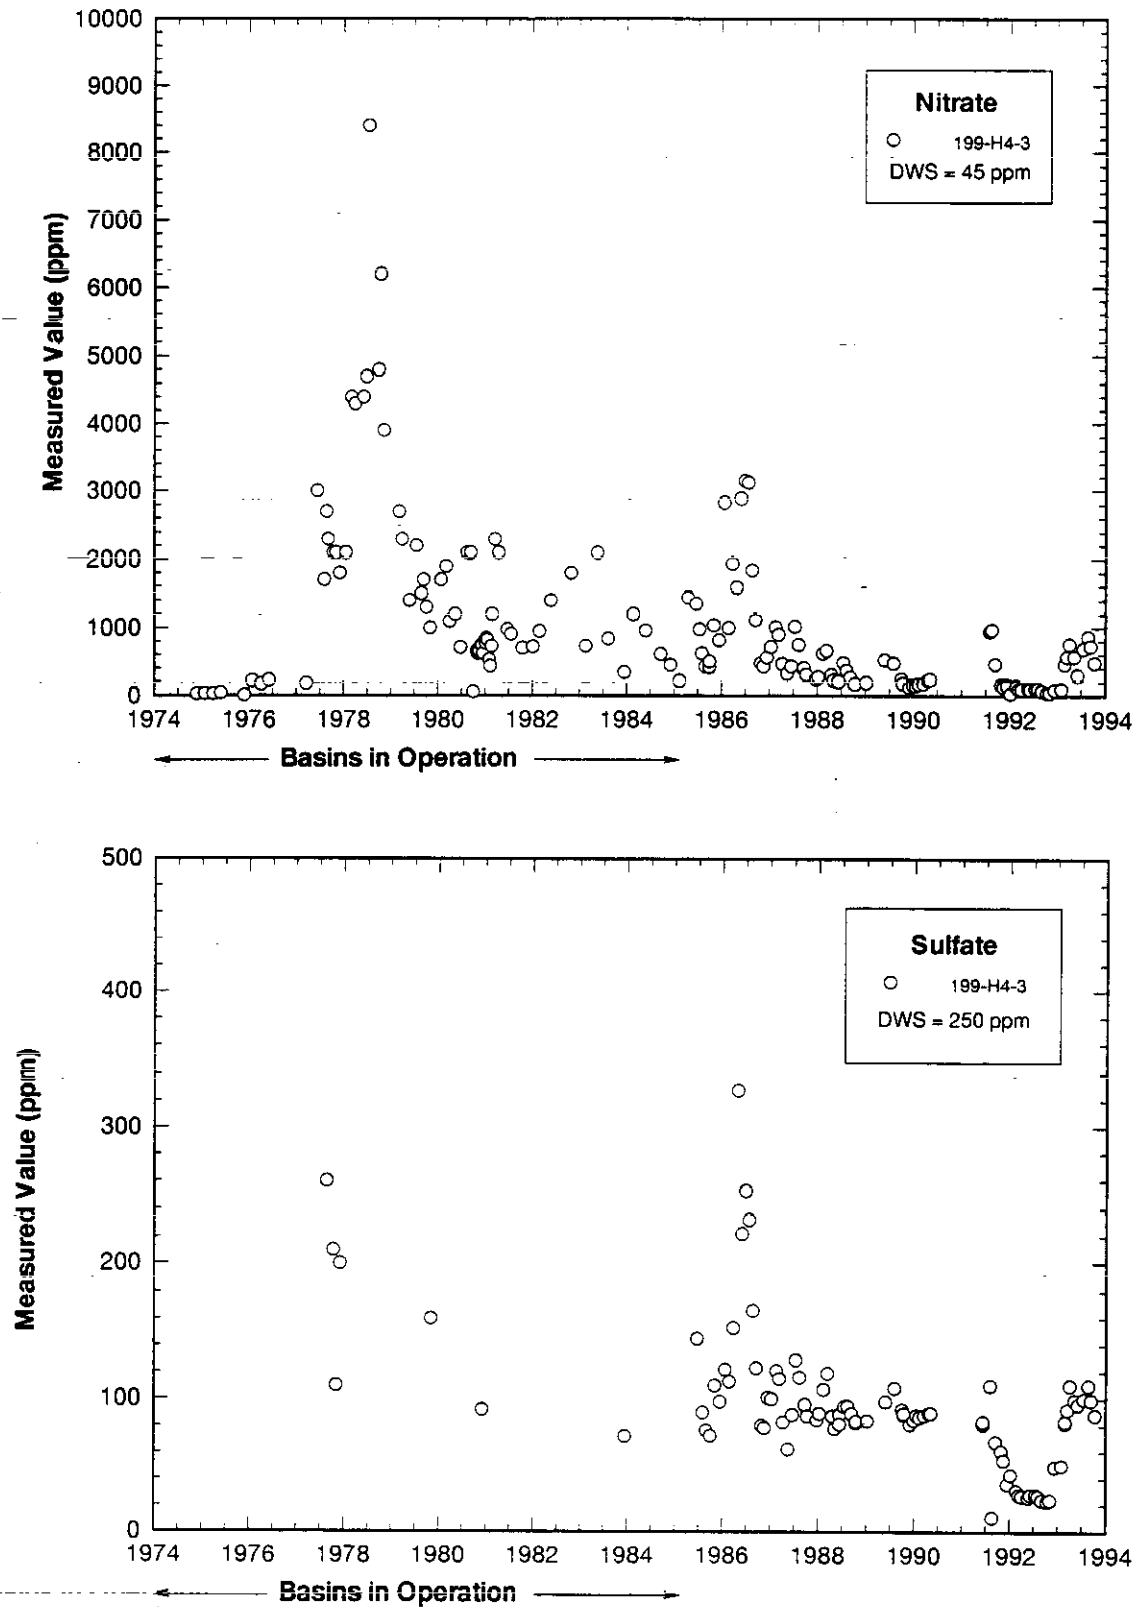 10000
9000
8000
7000
6000
5000
4000
3000
2000
1000
0
Measured Value (ppm)
Nitrate
199-H4-3
DWS = 45 ppm
1974 1976 1978 1980 1982 1984 1986 1988 1990 1992 1994
Basins in Operation
500
400
300
200
100
0
Measured Value (ppm)
Sulfate
199-H4-3
DWS = 250 ppm
1974 1976 1978 1980 1982 1984 1986 1988 1990 1992 1994
Basins in Operation